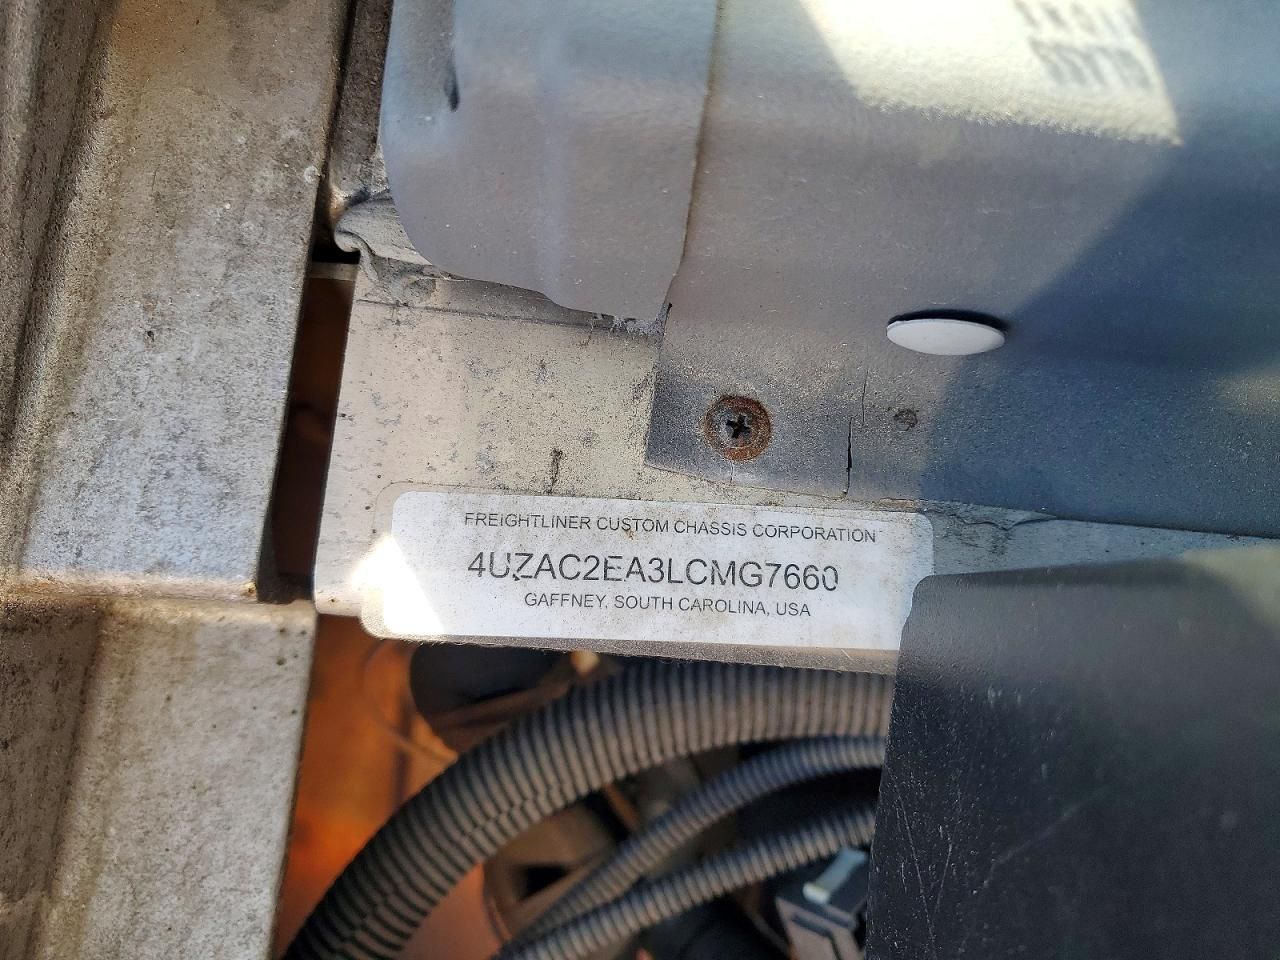 FREIGHTLINER CUSTOM CHASSIS CORPORATION
4UZAC2EA3LCMG7660
GAFFNEY, SOUTH CAROLINA, USA